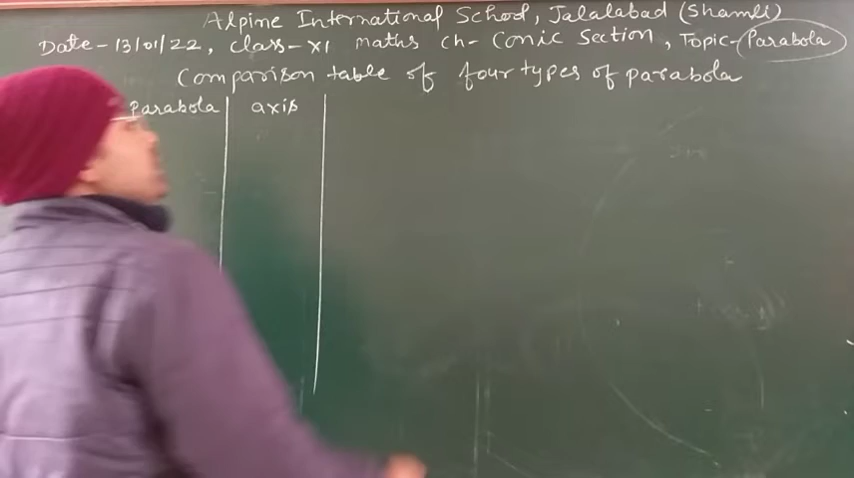 Alpine International School, Jalalabad (Shamli)
Date - 13/01/22, Class - XI maths Ch - Conic Section, Topic - Parabola
Comparison table of four types of parabola
Parabola axis